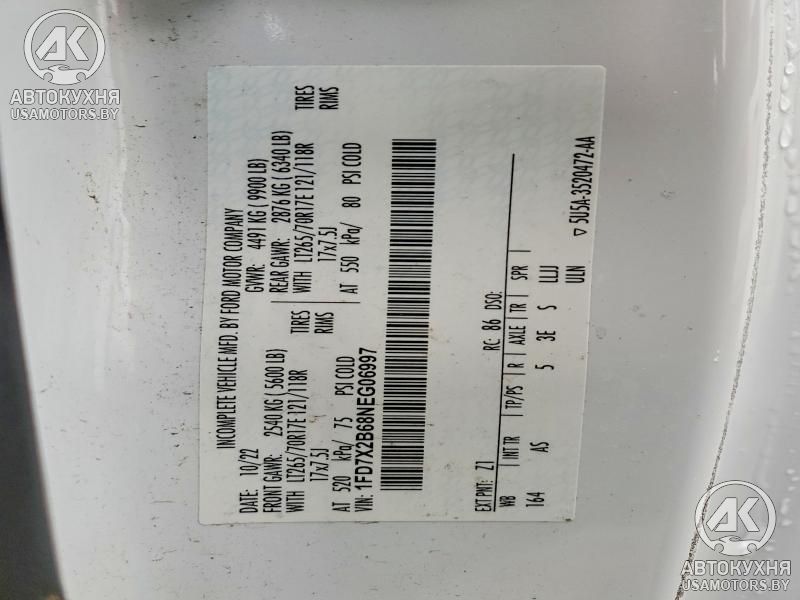 AK
АВТОКУХНЯ
USAMOTORS.BY
INCOMPLETE VEHICLE MFD. BY FORD MOTOR COMPANY
DATE: 10/22 GVWR: 4491 KG ( 9900 LB)
FRONT GAWR: 2540 KG ( 5600 LB) REAR GAWR: 2876 KG ( 6340 LB)
WITH LT265/70R17E 121/118R TIRES WITH LT265/70R17E 121/118R TIRES
17x7.5J RIMS 17x7.5J RIMS
AT 520 kPa/ 75 PSI COLD AT 550 kPa/ 80 PSI COLD
VIN: 1FD7X2B68NEG06997
EXT PNT: Z1 RC: 86 DSO:
WB INT TR TP/PS R AXLE TR SPR
164 AS 5 3E S LLJJ
ULN
▽ 5U5A-3520472-AA
AK
АВТОКУХНЯ
USAMOTORS.BY